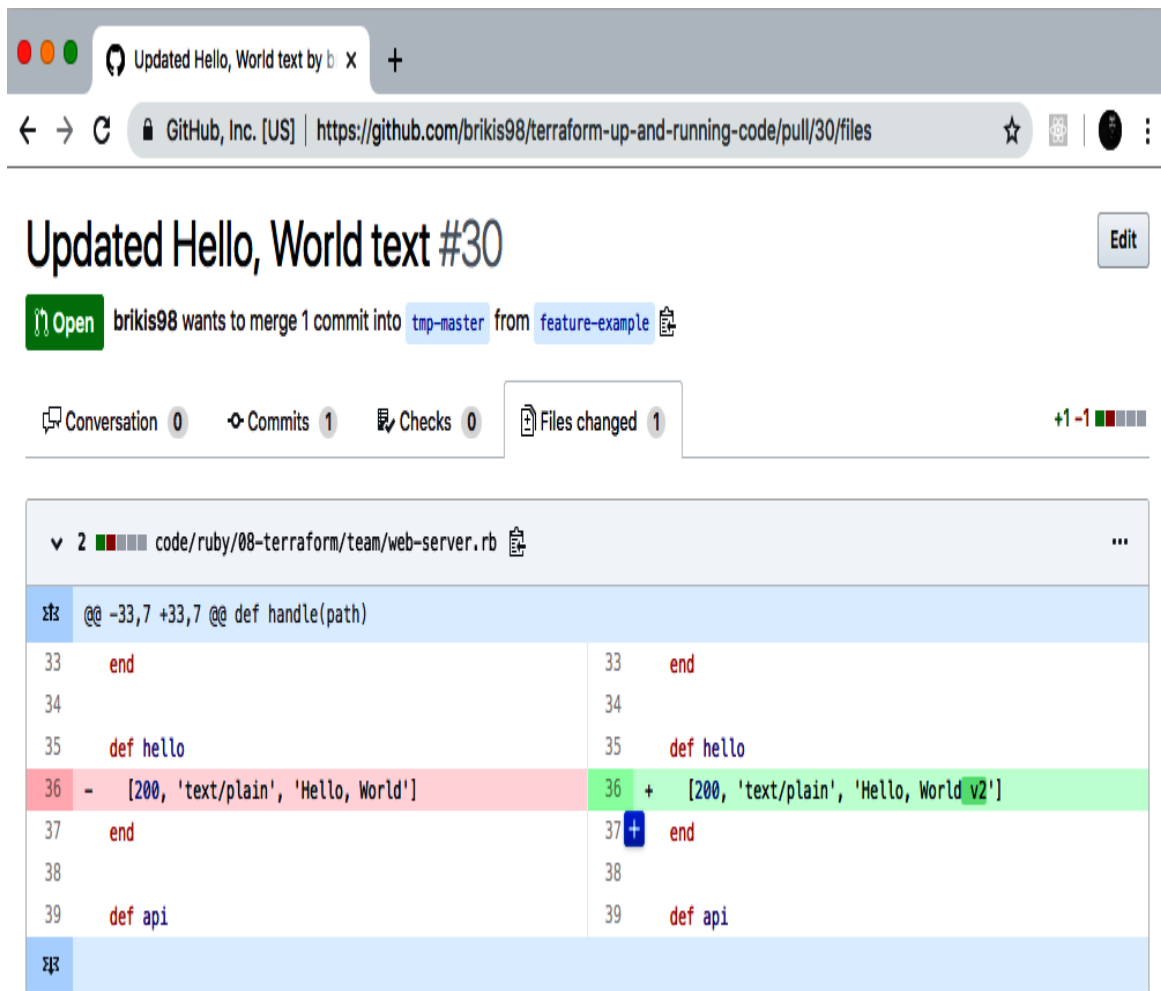 Updated Hello, World text by b
GitHub, Inc. [US] | https://github.com/brikis98/terraform-up-and-running-code/pull/30/files
Updated Hello, World text #30
Edit
Open brikis98 wants to merge 1 commit into tmp-master from feature-example
Conversation 0 Commits 1 Checks 0 Files changed 1 +1 −1
2 code/ruby/08-terraform/team/web-server.rb ...
@@ -33,7 +33,7 @@ def handle(path)
33 end 33 end
34 34
35 def hello 35 def hello
36 - [200, 'text/plain', 'Hello, World'] 36 + [200, 'text/plain', 'Hello, World v2']
37 end 37 + end
38 38
39 def api 39 def api